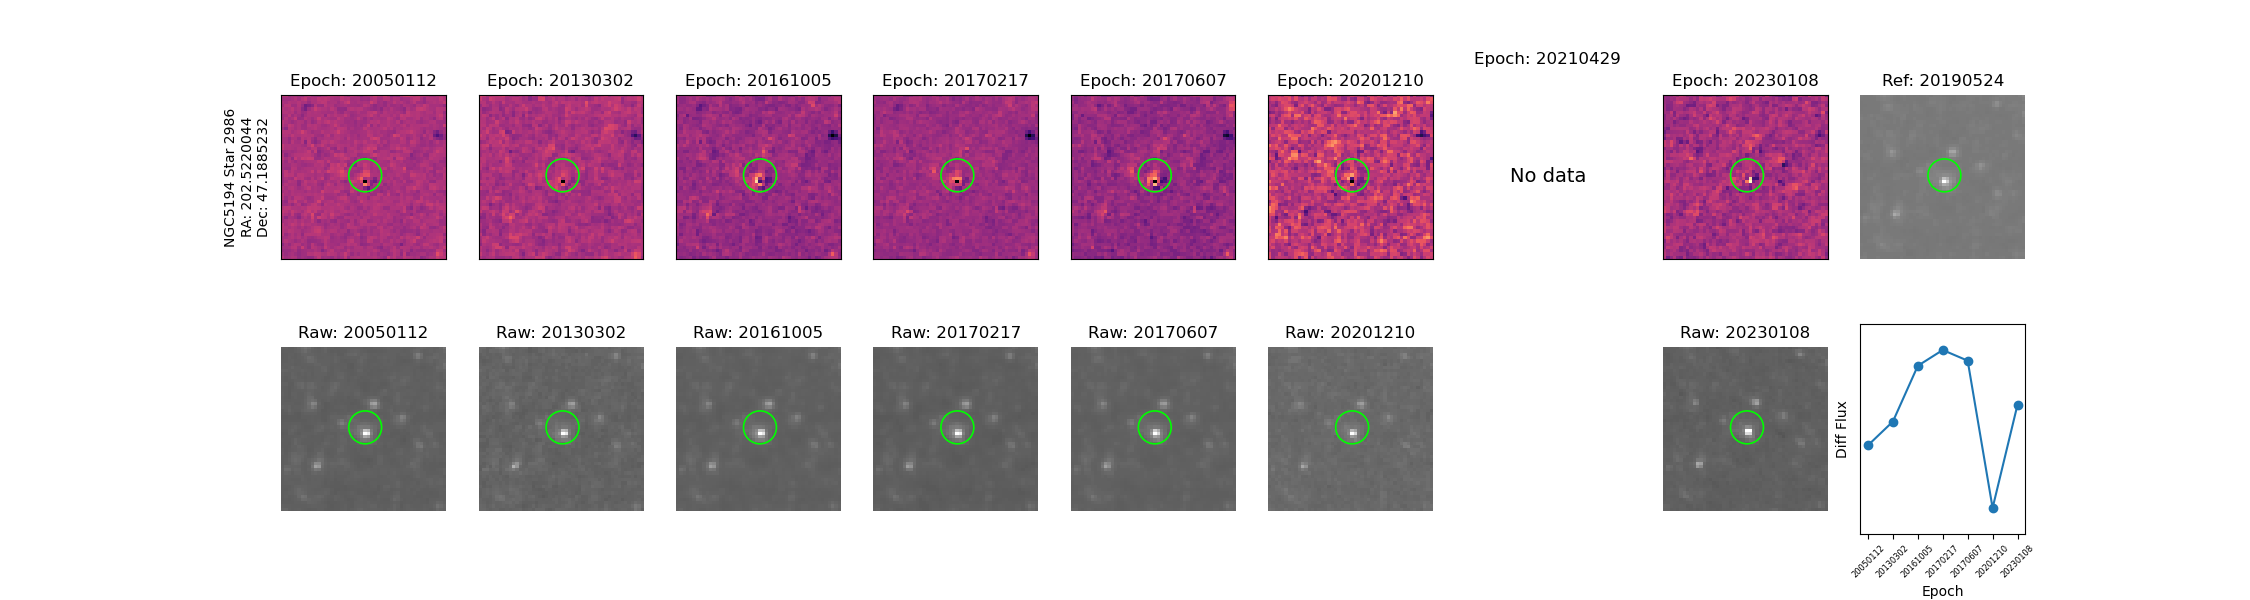 Epoch: 20210429
Epoch: 20050112
Epoch: 20130302
Epoch: 20161005
Epoch: 20170217
Epoch: 20170607
Epoch: 20201210
Epoch: 20230108
Ref: 20190524
NGC5194 Star 2986
RA: 202.5220044
Dec: 47.1885232
No data
Raw: 20050112
Raw: 20130302
Raw: 20161005
Raw: 20170217
Raw: 20170607
Raw: 20201210
Raw: 20230108
Diff Flux
20050112
20130302
20161005
20170217
20170607
20201210
20230108
Epoch